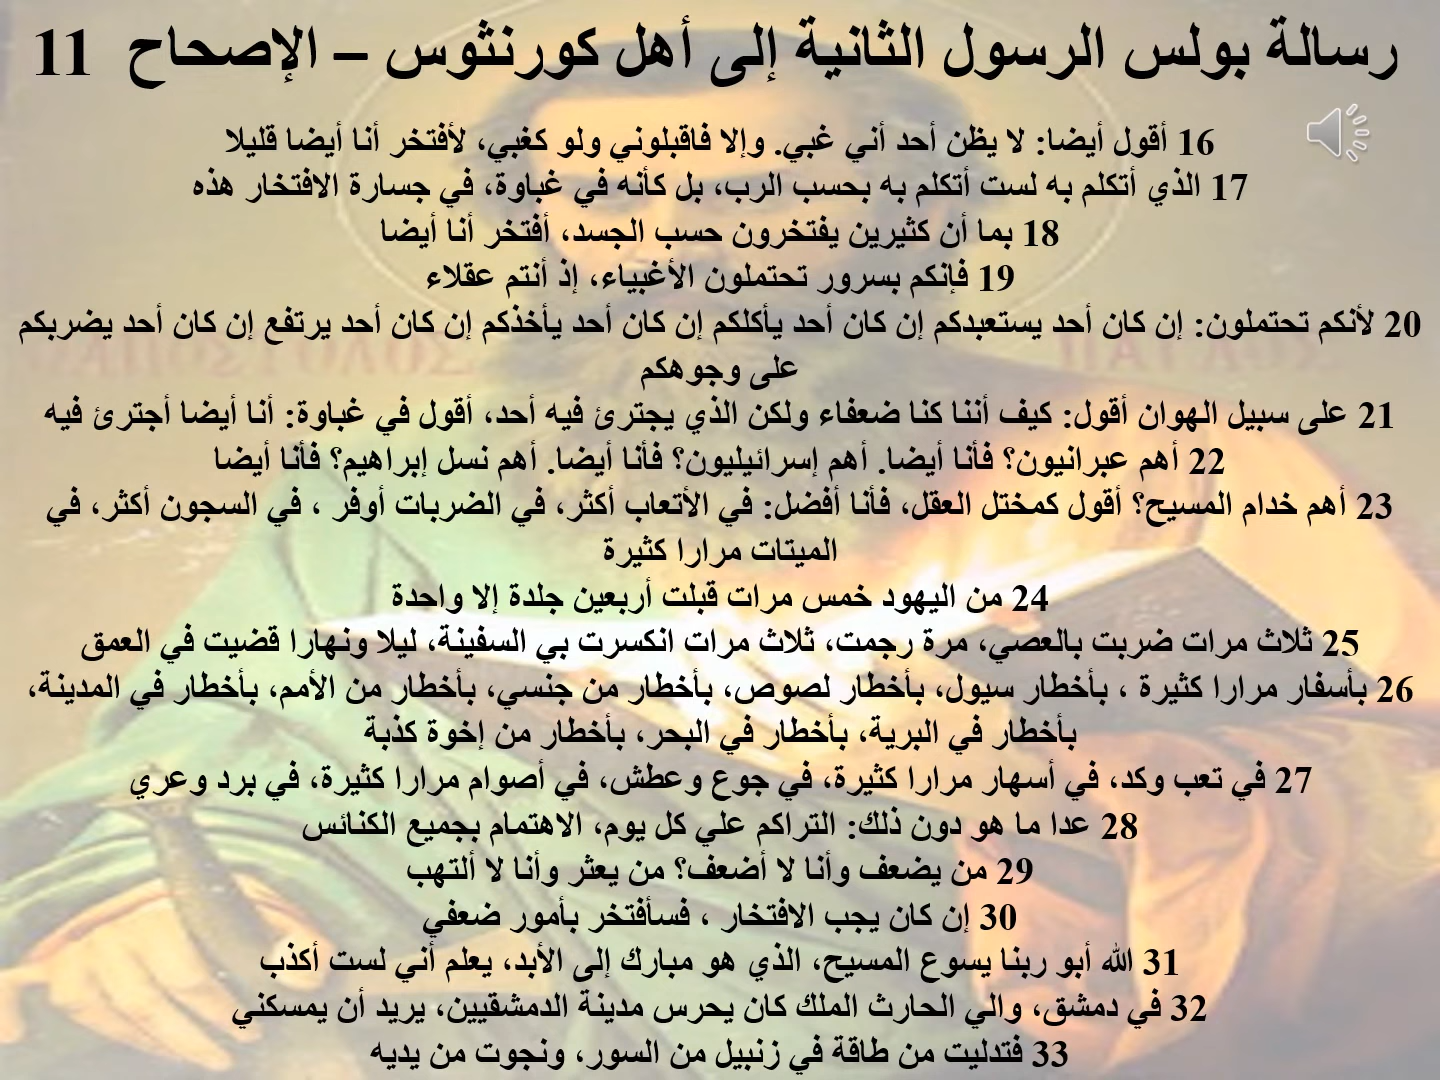 رسالة بولس الرسول الثانية إلى أهل كورنثوس – الإصحاح 11
16 أقول أيضا: لا يظن أحد أني غبي. وإلا فاقبلوني ولو كغبي، لأفتخر أنا أيضا قليلا
17 الذي أتكلم به لست أتكلم به بحسب الرب، بل كأنه في غباوة، في جسارة الافتخار هذه
18 بما أن كثيرين يفتخرون حسب الجسد، أفتخر أنا أيضا
19 فإنكم بسرور تحتملون الأغبياء، إذ أنتم عقلاء
20 لأنكم تحتملون: إن كان أحد يستعبدكم إن كان أحد يأكلكم إن كان أحد يأخذكم إن كان أحد يرتفع إن كان أحد يضربكم
على وجوهكم
21 على سبيل الهوان أقول: كيف أننا كنا ضعفاء ولكن الذي يجترئ فيه أحد، أقول في غباوة: أنا أيضا أجترئ فيه
22 أهم عبرانيون؟ فأنا أيضا. أهم إسرائيليون؟ فأنا أيضا. أهم نسل إبراهيم؟ فأنا أيضا
23 أهم خدام المسيح؟ أقول كمختل العقل، فأنا أفضل: في الأتعاب أكثر، في الضربات أوفر ، في السجون أكثر، في
الميتات مرارا كثيرة
24 من اليهود خمس مرات قبلت أربعين جلدة إلا واحدة
25 ثلاث مرات ضربت بالعصي، مرة رجمت، ثلاث مرات انكسرت بي السفينة، ليلا ونهارا قضيت في العمق
26 بأسفار مرارا كثيرة ، بأخطار سيول، بأخطار لصوص، بأخطار من جنسي، بأخطار من الأمم، بأخطار في المدينة،
بأخطار في البرية، بأخطار في البحر، بأخطار من إخوة كذبة
27 في تعب وكد، في أسهار مرارا كثيرة، في جوع وعطش، في أصوام مرارا كثيرة، في برد وعري
28 عدا ما هو دون ذلك: التراكم علي كل يوم، الاهتمام بجميع الكنائس
29 من يضعف وأنا لا أضعف؟ من يعثر وأنا لا ألتهب
30 إن كان يجب الافتخار ، فسأفتخر بأمور ضعفي
31 الله أبو ربنا يسوع المسيح، الذي هو مبارك إلى الأبد، يعلم أني لست أكذب
32 في دمشق، والي الحارث الملك كان يحرس مدينة الدمشقيين، يريد أن يمسكني
33 فتدليت من طاقة في زنبيل من السور، ونجوت من يديه